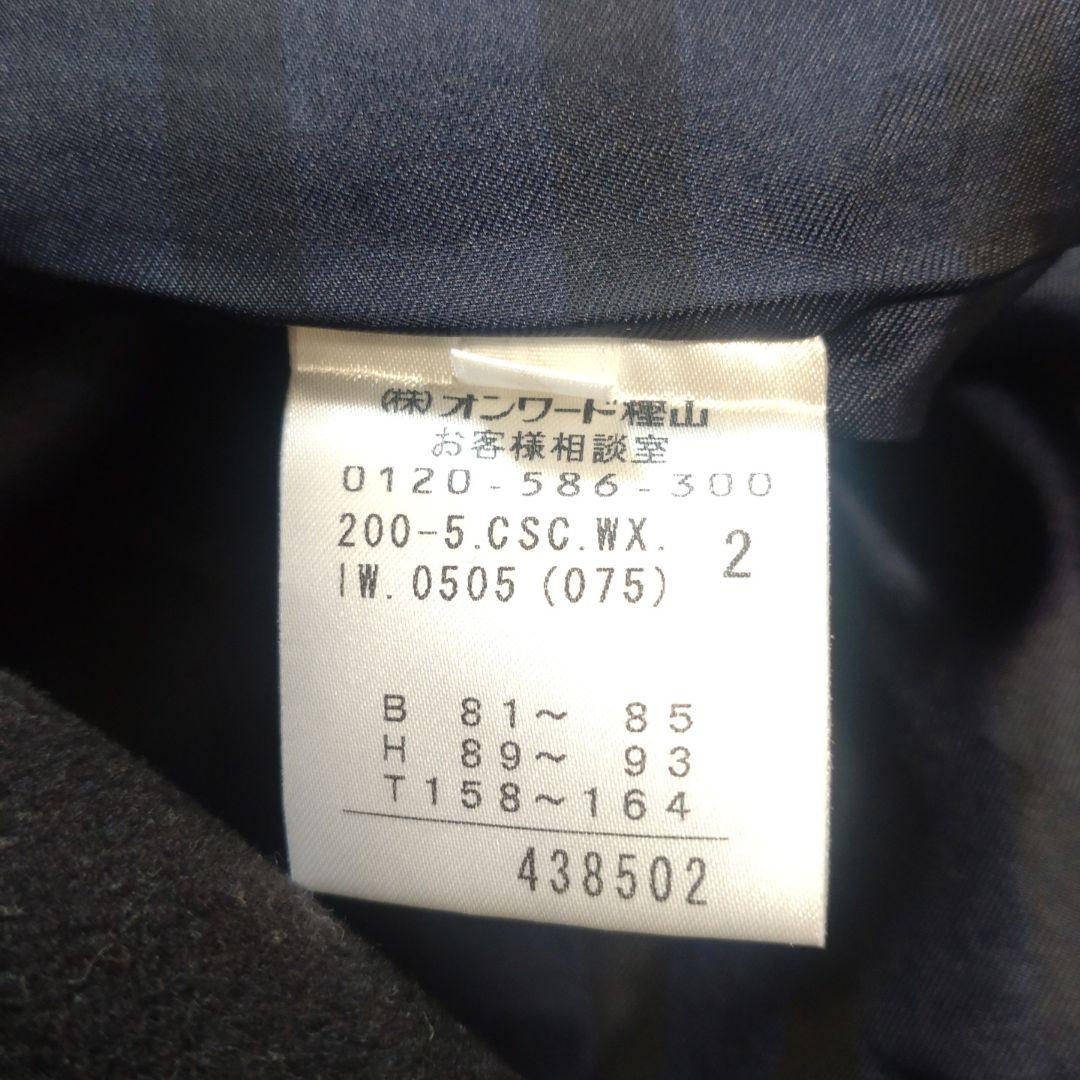 (株)オンワード樫山
お客様相談室
0120-586-300
200-5.CSC.WX. 2
IW.0505 (075)
B 81〜 85
H 89〜 93
T158〜164
438502